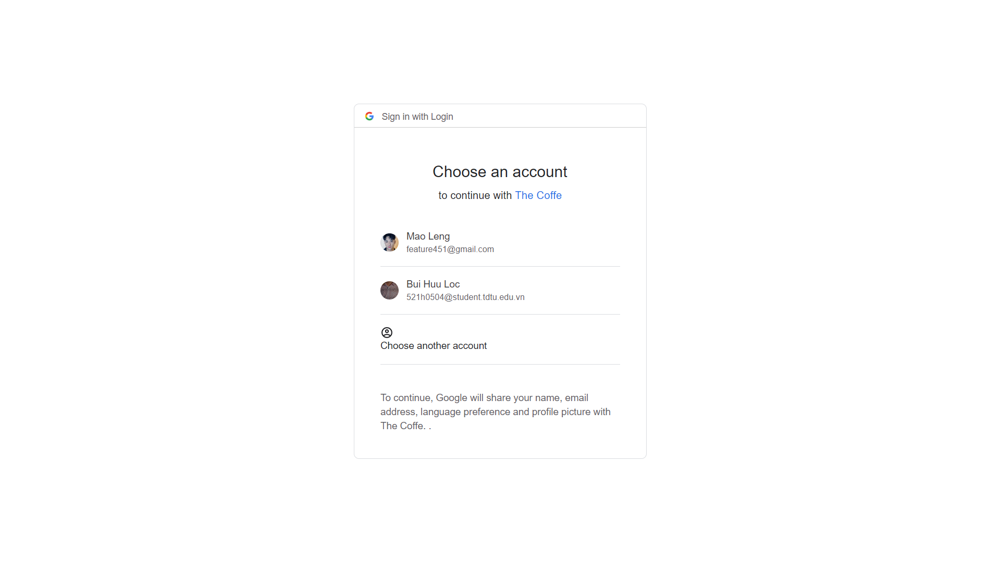 Sign in with Login
Choose an account
to continue with The Coffe
Mao Leng
feature451@gmail.com
Bui Huu Loc
521h0504@student.tdtu.edu.vn
Choose another account
To continue, Google will share your name, email
address, language preference and profile picture with
The Coffe. .